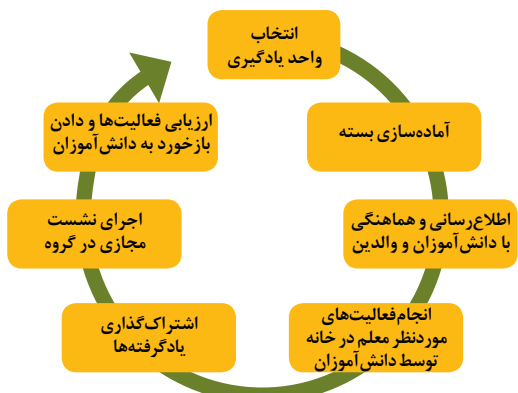 انتخاب
واحد یادگیری
آماده‌سازی بسته
اطلاع‌رسانی و هماهنگی
با دانش‌آموزان و والدین
انجام‌فعالیت‌های
موردنظر معلم در خانه
توسط دانش‌آموزان
اشتراک‌گذاری
یادگرفته‌ها
اجرای نشست
مجازی در گروه
ارزیابی فعالیت‌ها و دادن
بازخورد به دانش‌آموزان